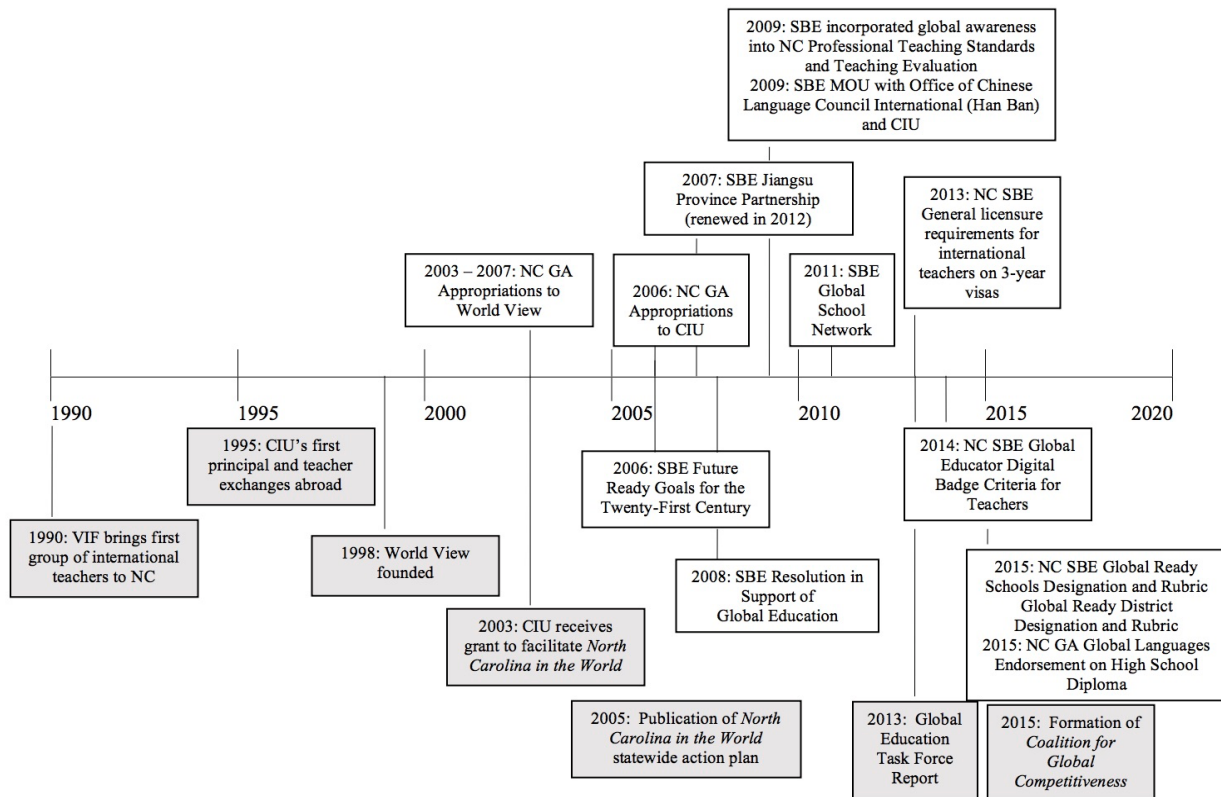 2009: SBE incorporated global awareness
into NC Professional Teaching Standards
and Teaching Evaluation
2009: SBE MOU with Office of Chinese
Language Council International (Han Ban)
and CIU
2007: SBE Jiangsu
Province Partnership
(renewed in 2012)
2013: NC SBE
General licensure
requirements for
international
teachers on 3-year
visas
2003 – 2007: NC GA
Appropriations to
World View
2006: NC GA
Appropriations
to CIU
2011: SBE
Global
School
Network
1990
1995
2000
2005
2010
2015
2020
1995: CIU's first
principal and teacher
exchanges abroad
2006: SBE Future
Ready Goals for the
Twenty-First Century
2014: NC SBE Global
Educator Digital
Badge Criteria for
Teachers
1990: VIF brings first
group of international
teachers to NC
1998: World View
founded
2008: SBE Resolution in
Support of
Global Education
2015: NC SBE Global Ready
Schools Designation and Rubric
Global Ready District
Designation and Rubric
2015: NC GA Global Languages
Endorsement on High School
Diploma
2003: CIU receives
grant to facilitate North
Carolina in the World
2005: Publication of North
Carolina in the World
statewide action plan
2013: Global
Education
Task Force
Report
2015: Formation of
Coalition for
Global
Competitiveness